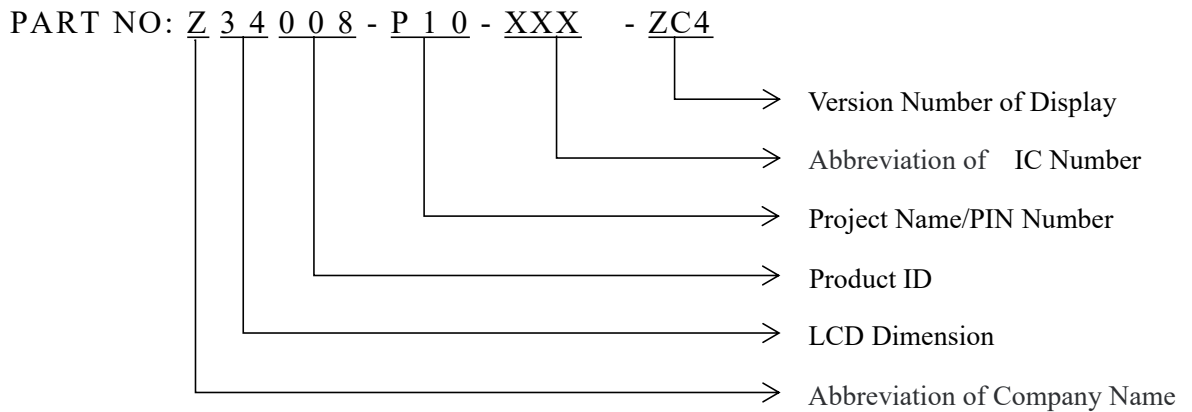 PART NO: Z 3 4 0 0 8 - P 1 0 - XXX - ZC4
Version Number of Display
Abbreviation of IC Number
Project Name/PIN Number
Product ID
LCD Dimension
Abbreviation of Company Name